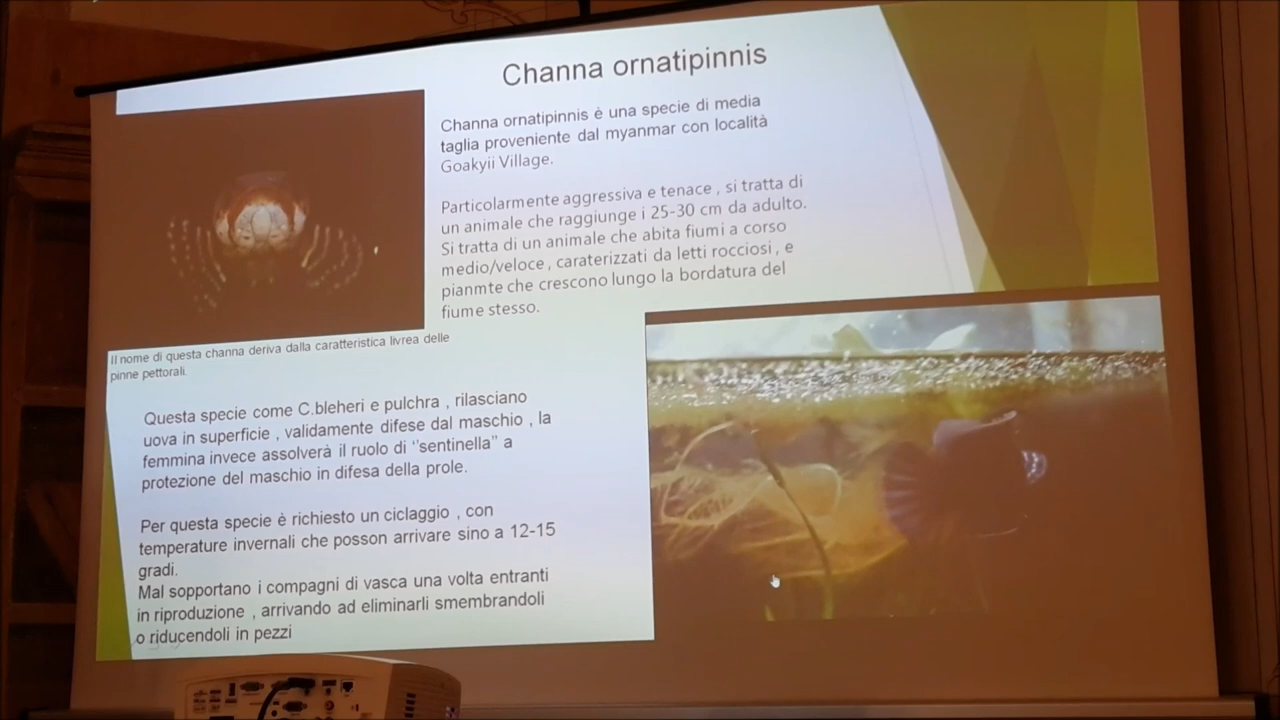 Channa ornatipinnis
Channa ornatipinnis è una specie di media
taglia proveniente dal myanmar con località
Goakyii Village.
Particolarmente aggressiva e tenace , si tratta di
un animale che raggiunge i 25-30 cm da adulto.
Si tratta di un animale che abita fiumi a corso
medio/veloce , caraterizzati da letti rocciosi , e
pianmte che crescono lungo la bordatura del
fiume stesso.
Il nome di questa channa deriva dalla caratteristica livrea delle
pinne pettorali.
Questa specie come C.bleheri e pulchra , rilasciano
uova in superficie , validamente difese dal maschio , la
femmina invece assolverà il ruolo di ‘’sentinella” a
protezione del maschio in difesa della prole.
Per questa specie è richiesto un ciclaggio , con
temperature invernali che posson arrivare sino a 12-15
gradi.
Mal sopportano i compagni di vasca una volta entranti
in riproduzione , arrivando ad eliminarli smembrandoli
o riducendoli in pezzi